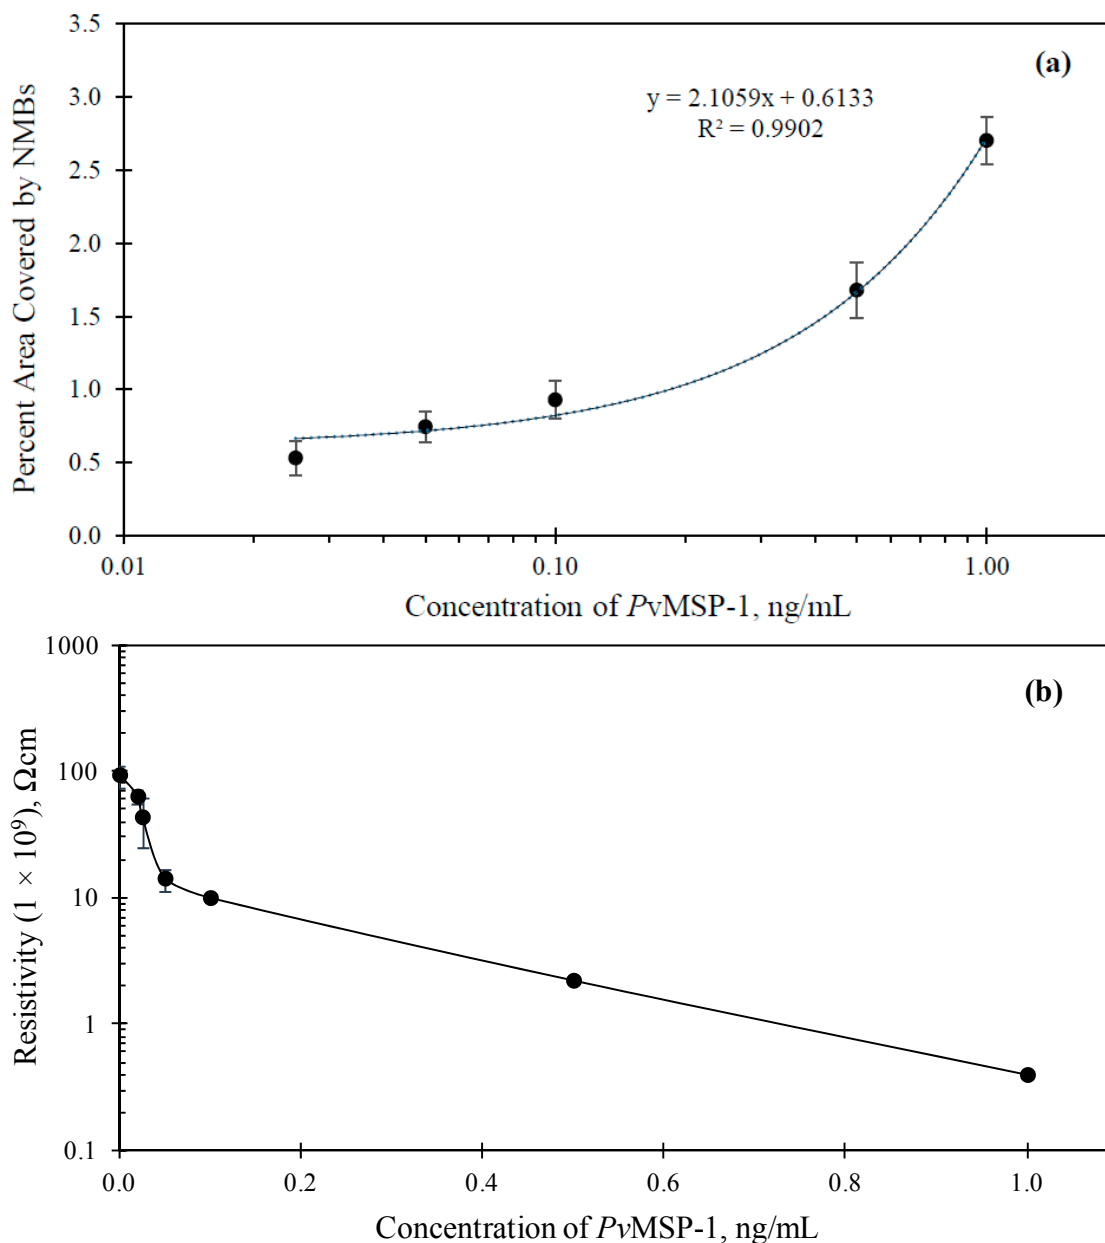 3.5
(a)
3.0
y = 2.1059x + 0.6133
R² = 0.9902
2.5
2.0
1.5
1.0
0.5
0.0
Percent Area Covered by NMBs
0.01
0.10
1.00
Concentration of PvMSP-1, ng/mL
1000
(b)
100
10
1
0.1
Resistivity (1 × 10⁹), Ωcm
0.0
0.2
0.4
0.6
0.8
1.0
Concentration of PvMSP-1, ng/mL